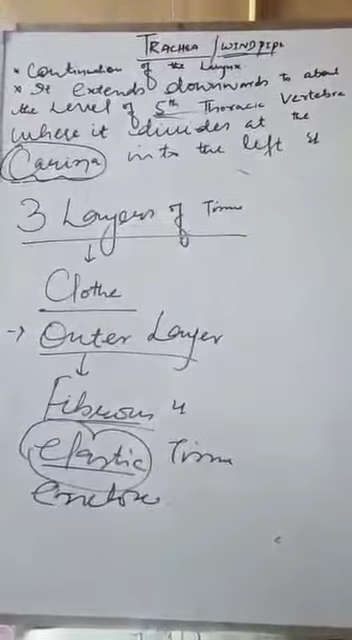 TRACHEA / WINDPIPE
* Continuation of the Larynx
* It extends downwards to about
the Level of 5th Thoracic Vertebra
where it divides at the
Carina into the left &
3 Layers of Tissue
↓
Clothe
→ Outer Layer
↓
Fibrous &
elastic Tissue
enclose